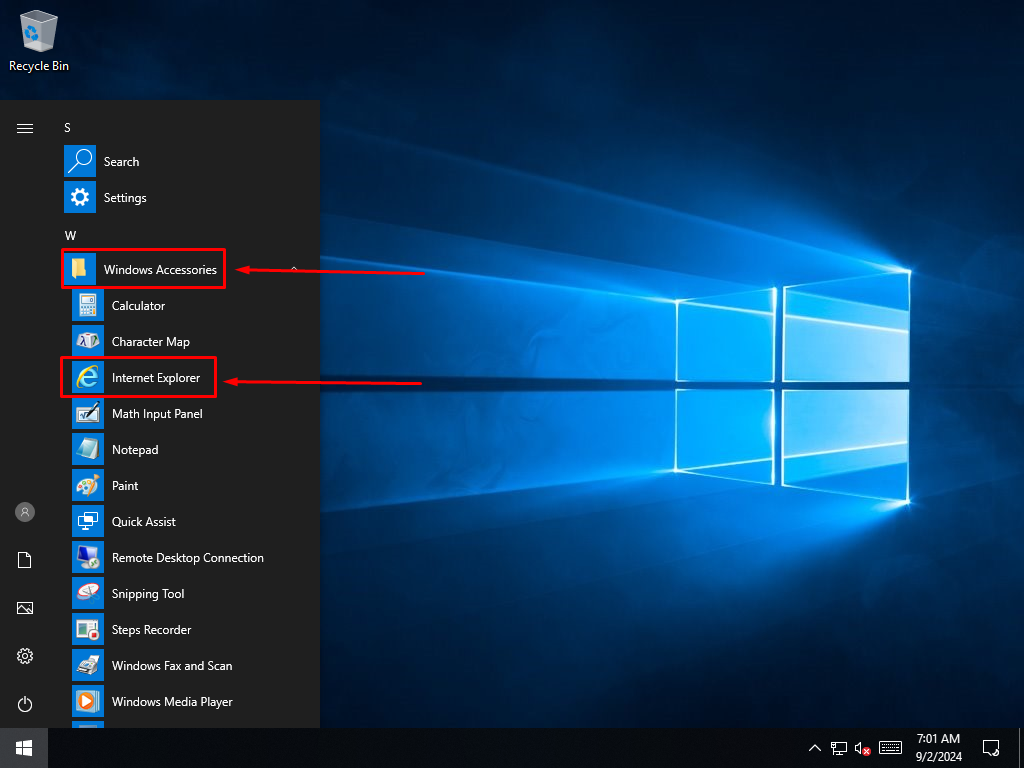 Recycle Bin
S
Search
Settings
W
Windows Accessories
Calculator
Character Map
Internet Explorer
Math Input Panel
Notepad
Paint
Quick Assist
Remote Desktop Connection
Snipping Tool
Steps Recorder
Windows Fax and Scan
Windows Media Player
7:01 AM
9/2/2024